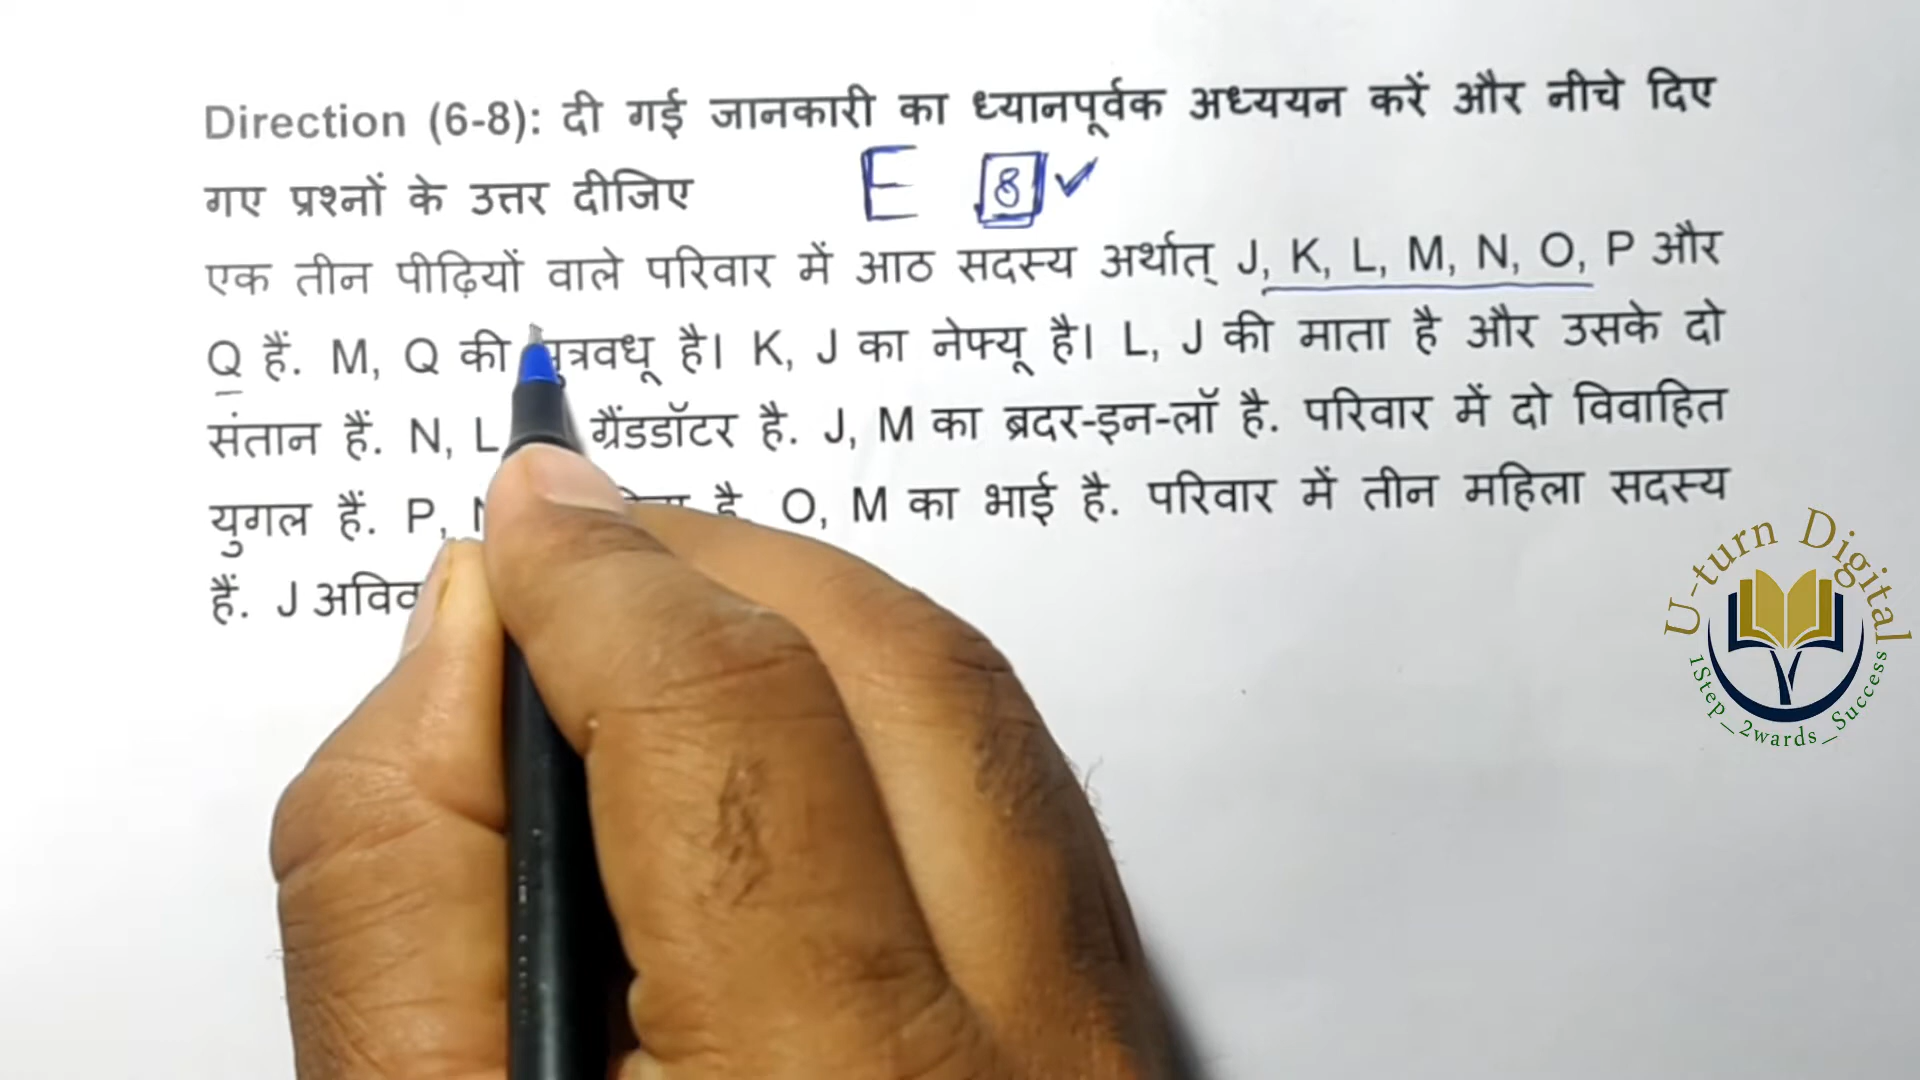 Direction (6-8): दी गई जानकारी का ध्यानपूर्वक अध्ययन करें और नीचे दिए
गए प्रश्नों के उत्तर दीजिए E 8
एक तीन पीढ़ियों वाले परिवार में आठ सदस्य अर्थात् J, K, L, M, N, O, P और
Q हैं. M, Q की पुत्रवधू है। K, J का नेफ्यू है। L, J की माता है और उसके दो
संतान हैं. N, L ग्रैंडडॉटर है. J, M का ब्रदर-इन-लॉ है. परिवार में दो विवाहित
युगल हैं. P, है. O, M का भाई है. परिवार में तीन महिला सदस्य
हैं. J
U-turn Digital
1Step_2wards_Success